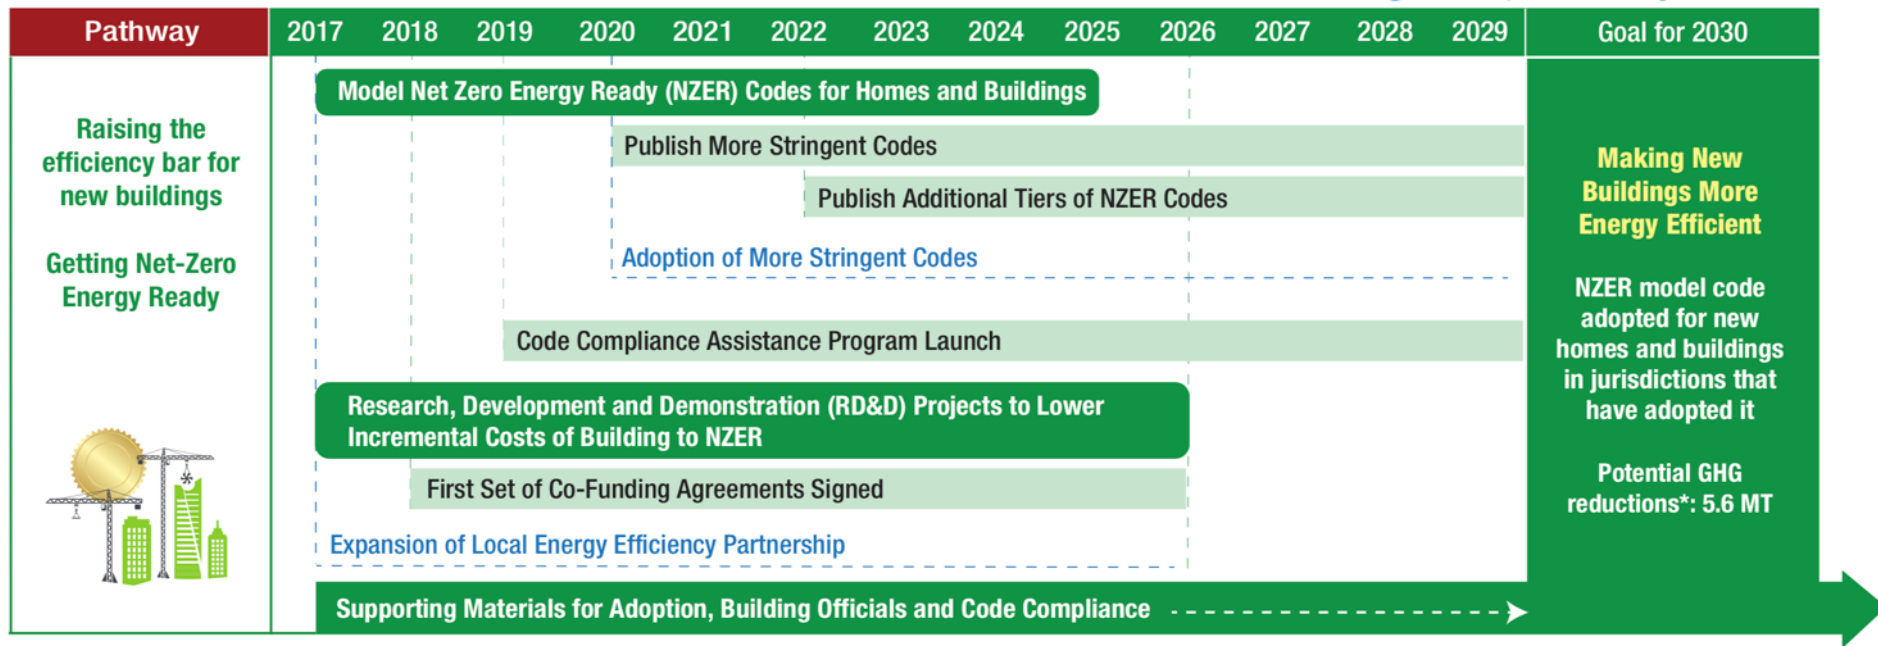 Pathway
2017 2018 2019 2020 2021 2022 2023 2024 2025 2026 2027 2028 2029
Goal for 2030
Raising the
efficiency bar for
new buildings
Getting Net-Zero
Energy Ready
Model Net Zero Energy Ready (NZER) Codes for Homes and Buildings
Publish More Stringent Codes
Publish Additional Tiers of NZER Codes
Adoption of More Stringent Codes
Code Compliance Assistance Program Launch
Research, Development and Demonstration (RD&D) Projects to Lower
Incremental Costs of Building to NZER
First Set of Co-Funding Agreements Signed
Expansion of Local Energy Efficiency Partnership
Supporting Materials for Adoption, Building Officials and Code Compliance
Making New
Buildings More
Energy Efficient
NZER model code
adopted for new
homes and buildings
in jurisdictions that
have adopted it
Potential GHG
reductions*: 5.6 MT